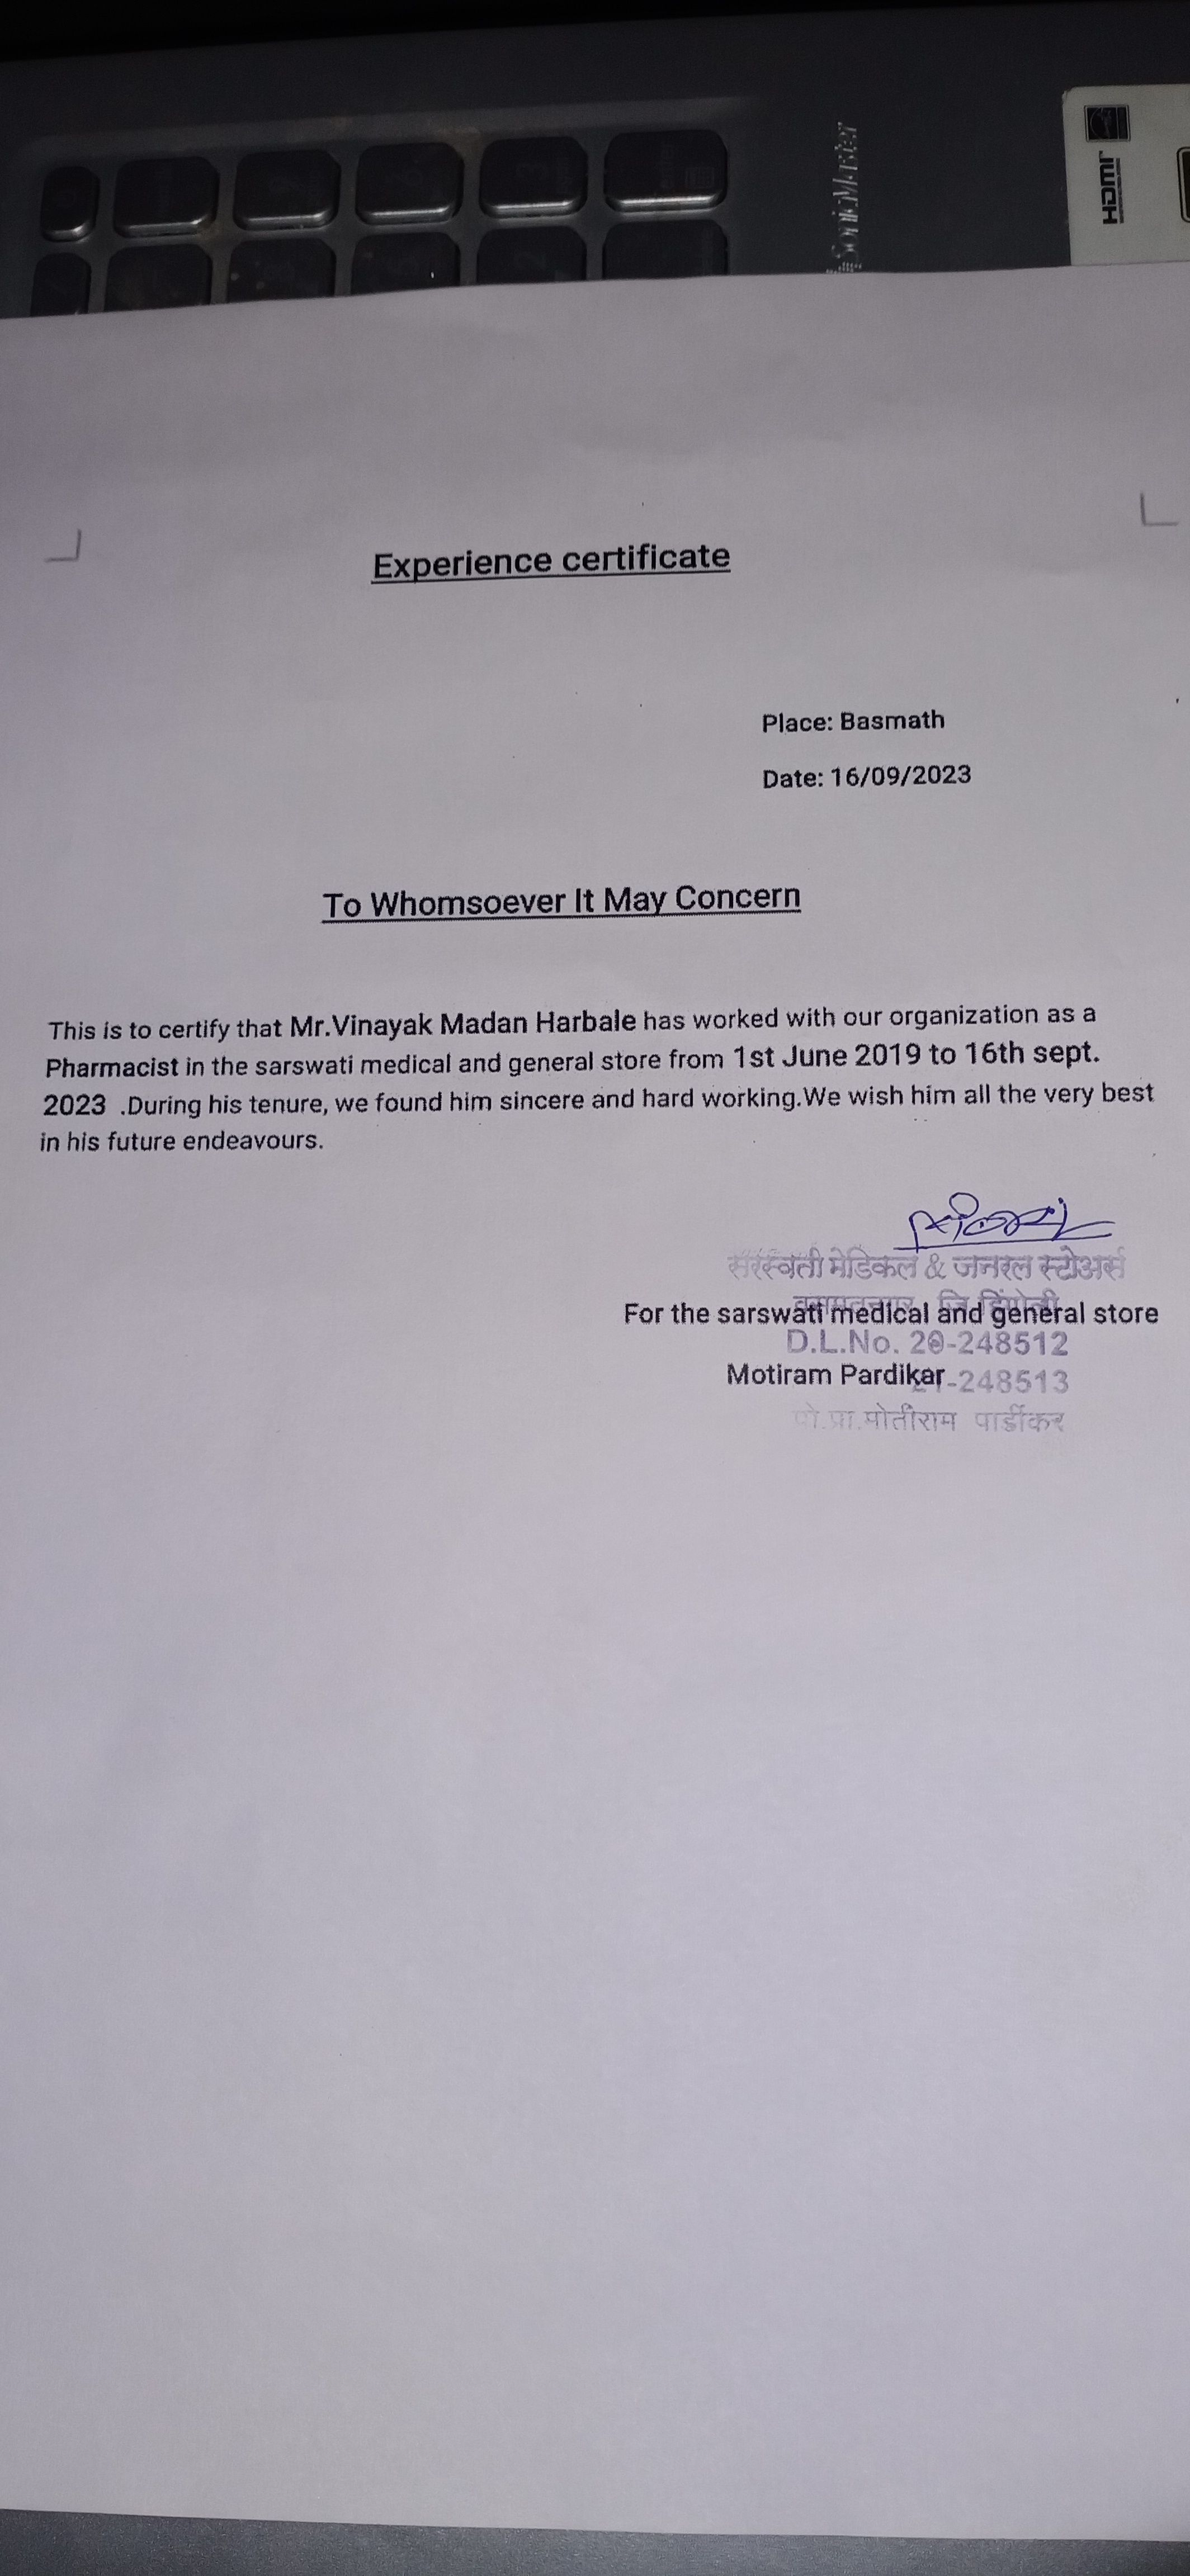 SonicMaster
HDMI
Experience certificate
Place: Basmath
Date: 16/09/2023
To Whomsoever It May Concern
This is to certify that Mr.Vinayak Madan Harbale has worked with our organization as a
Pharmacist in the sarswati medical and general store from 1st June 2019 to 16th sept.
2023 .During his tenure, we found him sincere and hard working.We wish him all the very best
in his future endeavours.
सरस्वती मेडिकल & जनरल स्टोअर्स
वसमतनगर जि हिंगोली
For the sarswati medical and general store
D.L.No. 20-248512
Motiram Pardikar
21-248513
प्रो.प्रा.मोतीराम पार्डीकर